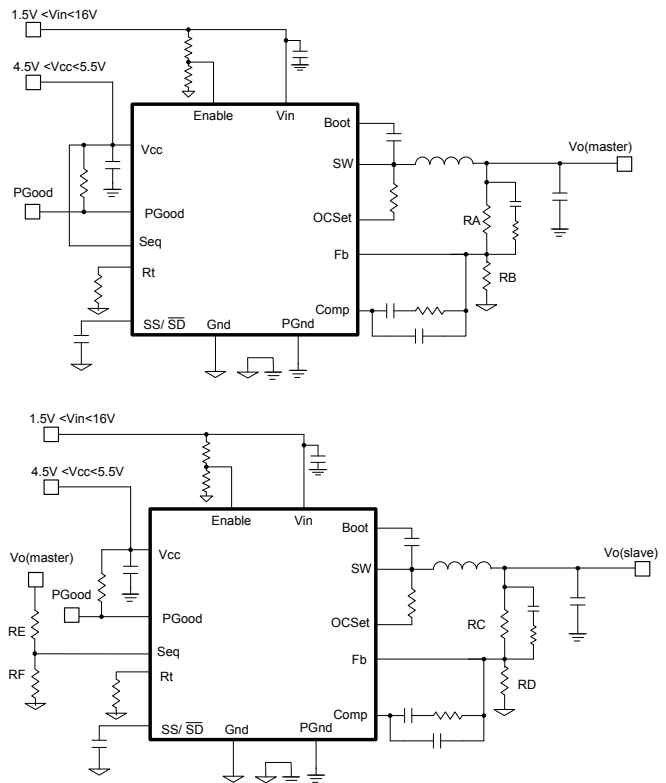 1.5V <Vin<16V
4.5V <Vcc<5.5V
Enable
Vin
Boot
Vcc
SW
Vo(master)
PGood
PGood
OCSet
RA
Seq
Fb
Rt
RB
Comp
SS/ SD
Gnd
PGnd
1.5V <Vin<16V
4.5V <Vcc<5.5V
Enable
Vin
Boot
Vo(master)
Vcc
SW
Vo(slave)
PGood
PGood
OCSet
RE
RC
Seq
Fb
RF
Rt
RD
Comp
SS/ SD
Gnd
PGnd